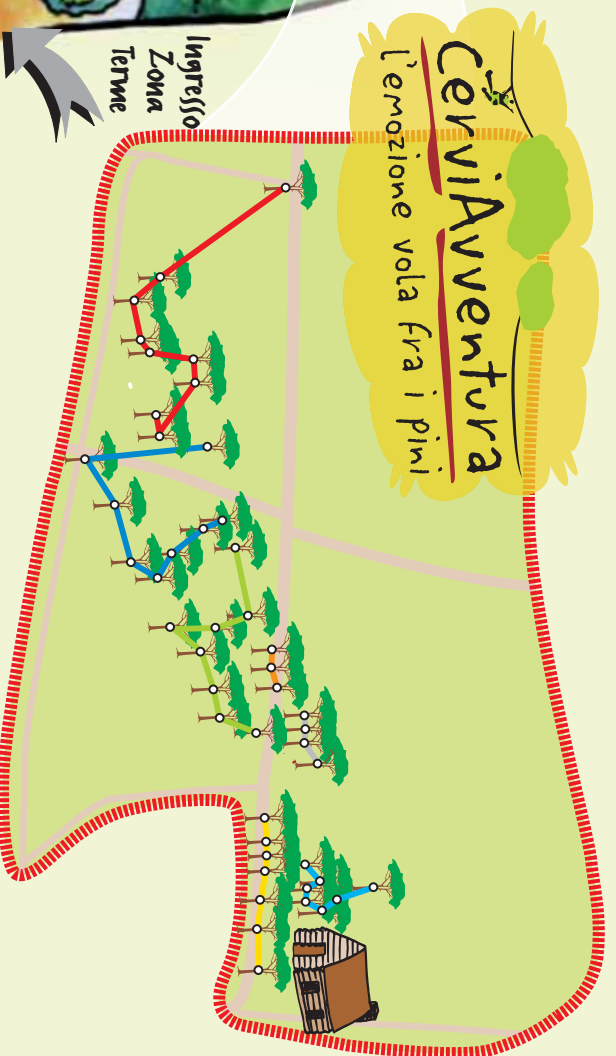 CerviAvventura
l'emozione vola fra i pini
Ingresso
Zona
Terme